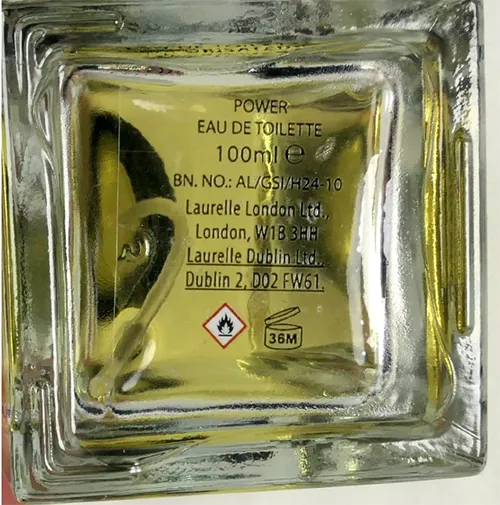 POWER
EAU DE TOILETTE
100ml ℮
BN. NO.: AL/GSI/H24-10
Laurelle London Ltd.,
London, W1B 3HH
Laurelle Dublin Ltd.,
Dublin 2, D02 FW61.
36M